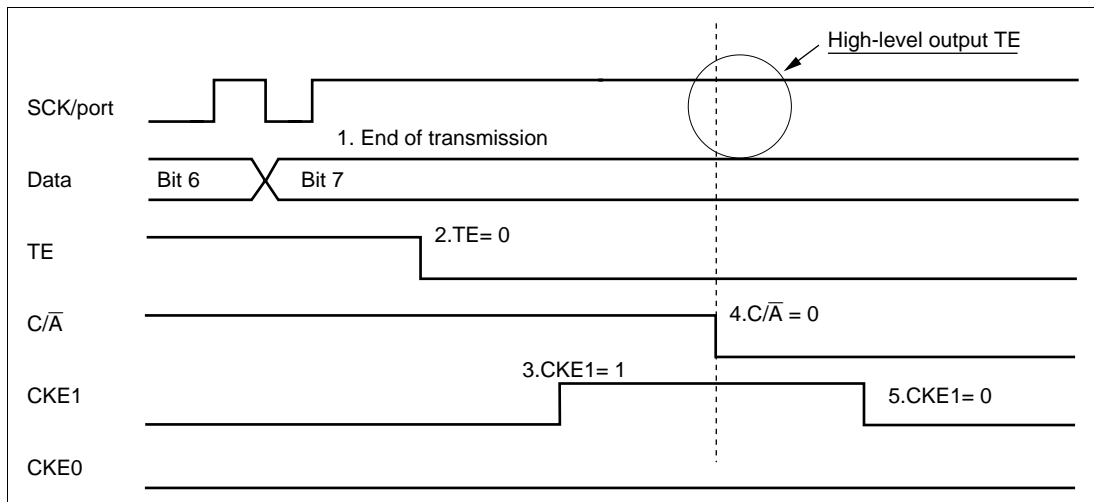 High-level output TE
SCK/port
1. End of transmission
Data
Bit 6
Bit 7
TE
2.TE= 0
C/A̅
4.C/A̅ = 0
3.CKE1= 1
CKE1
5.CKE1= 0
CKE0